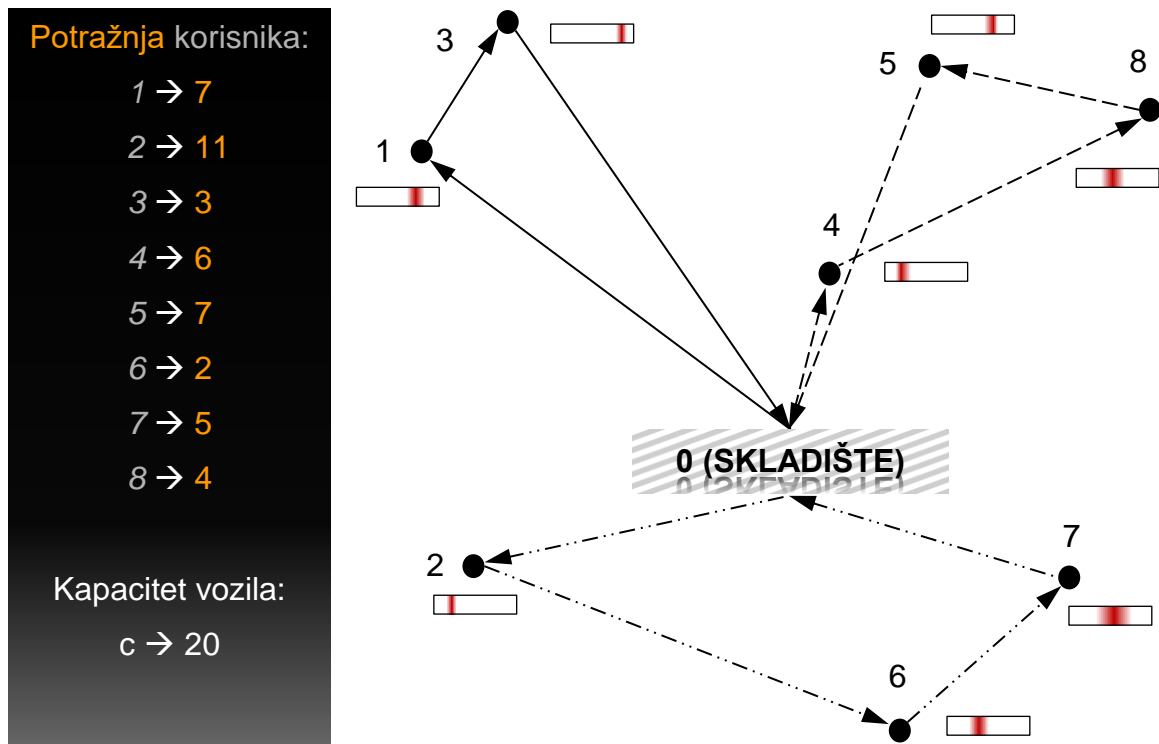 Potražnja korisnika:
1 → 7
2 → 11
3 → 3
4 → 6
5 → 7
6 → 2
7 → 5
8 → 4
Kapacitet vozila:
c → 20
3
5
8
1
4
0 (SKLADIŠTE)
2
7
6